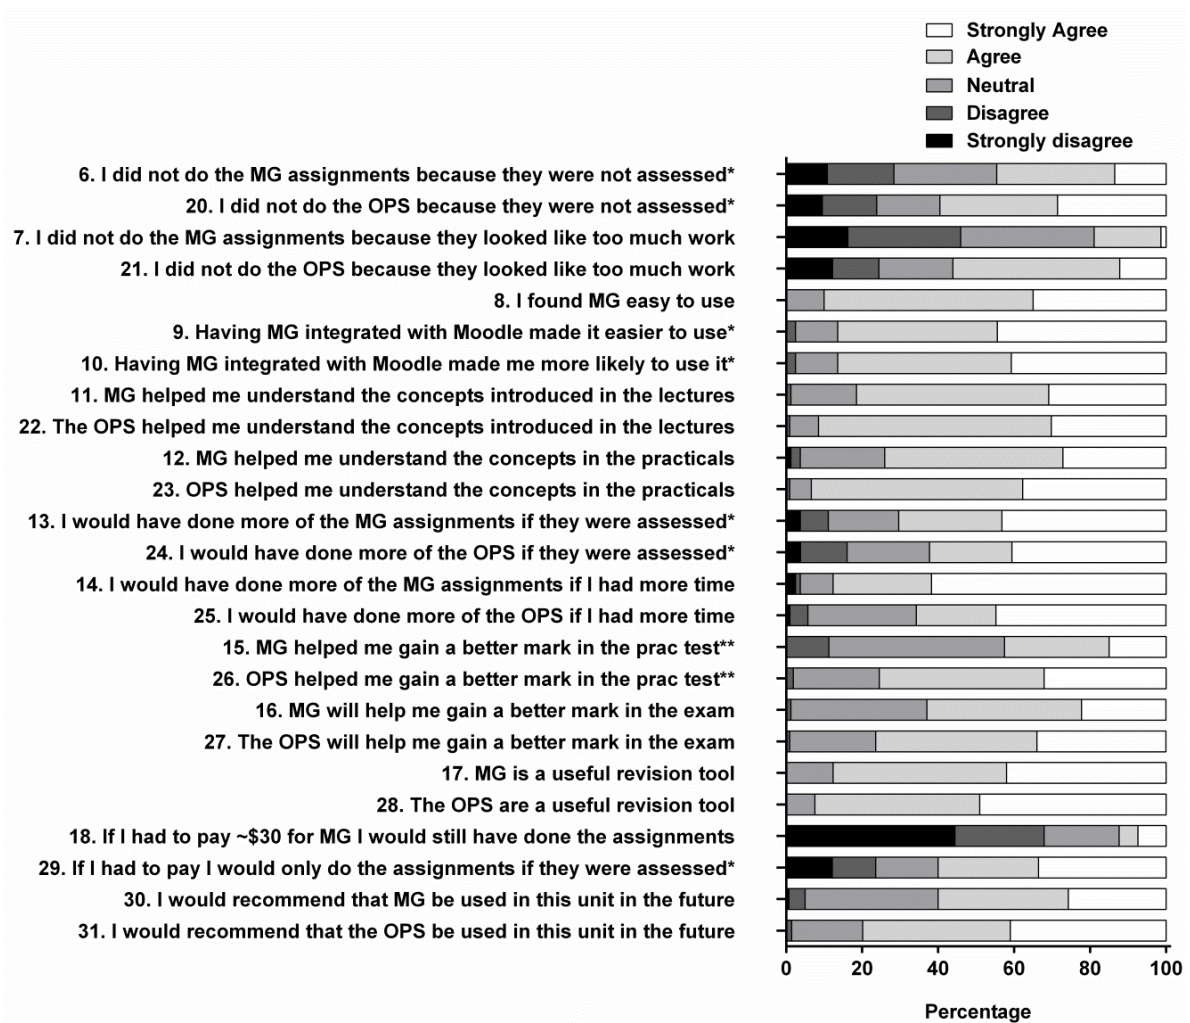 Strongly Agree
Agree
Neutral
Disagree
Strongly disagree
6. I did not do the MG assignments because they were not assessed*
20. I did not do the OPS because they were not assessed*
7. I did not do the MG assignments because they looked like too much work
21. I did not do the OPS because they looked like too much work
8. I found MG easy to use
9. Having MG integrated with Moodle made it easier to use*
10. Having MG integrated with Moodle made me more likely to use it*
11. MG helped me understand the concepts introduced in the lectures
22. The OPS helped me understand the concepts introduced in the lectures
12. MG helped me understand the concepts in the practicals
23. OPS helped me understand the concepts in the practicals
13. I would have done more of the MG assignments if they were assessed*
24. I would have done more of the OPS if they were assessed*
14. I would have done more of the MG assignments if I had more time
25. I would have done more of the OPS if I had more time
15. MG helped me gain a better mark in the prac test**
26. OPS helped me gain a better mark in the prac test**
16. MG will help me gain a better mark in the exam
27. The OPS will help me gain a better mark in the exam
17. MG is a useful revision tool
28. The OPS are a useful revision tool
18. If I had to pay ~$30 for MG I would still have done the assignments
29. If I had to pay I would only do the assignments if they were assessed*
30. I would recommend that MG be used in this unit in the future
31. I would recommend that the OPS be used in this unit in the future
0 20 40 60 80 100
Percentage